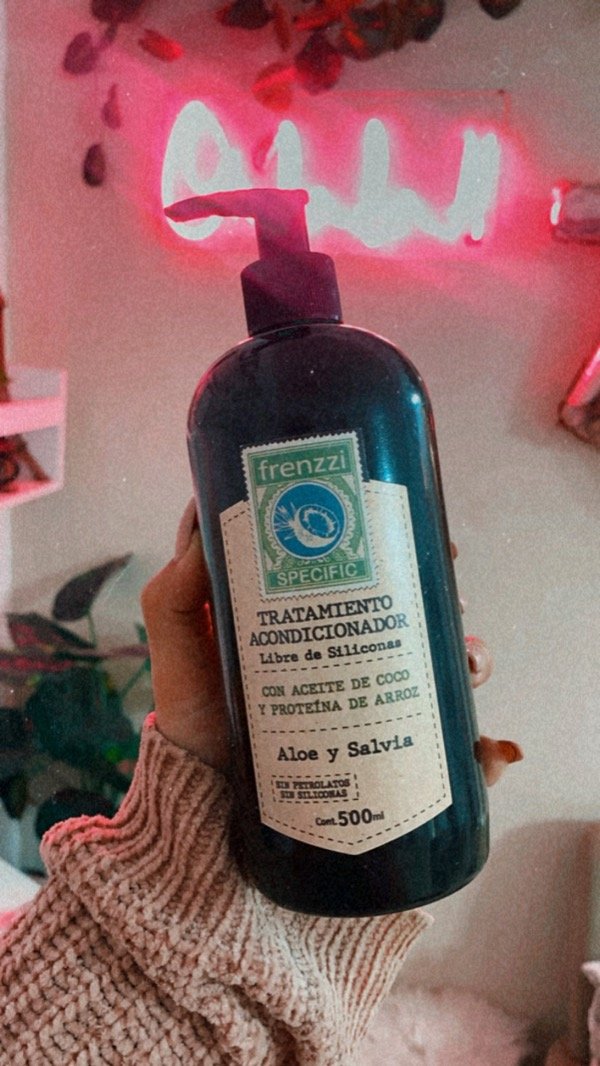 frenzzi
SPECIFIC
TRATAMIENTO
ACONDICIONADOR
Libre de Siliconas
CON ACEITE DE COCO
Y PROTEÍNA DE ARROZ
Aloe y Salvia
SIN PETROLATOS
SIN SILICONAS
Cont. 500ml